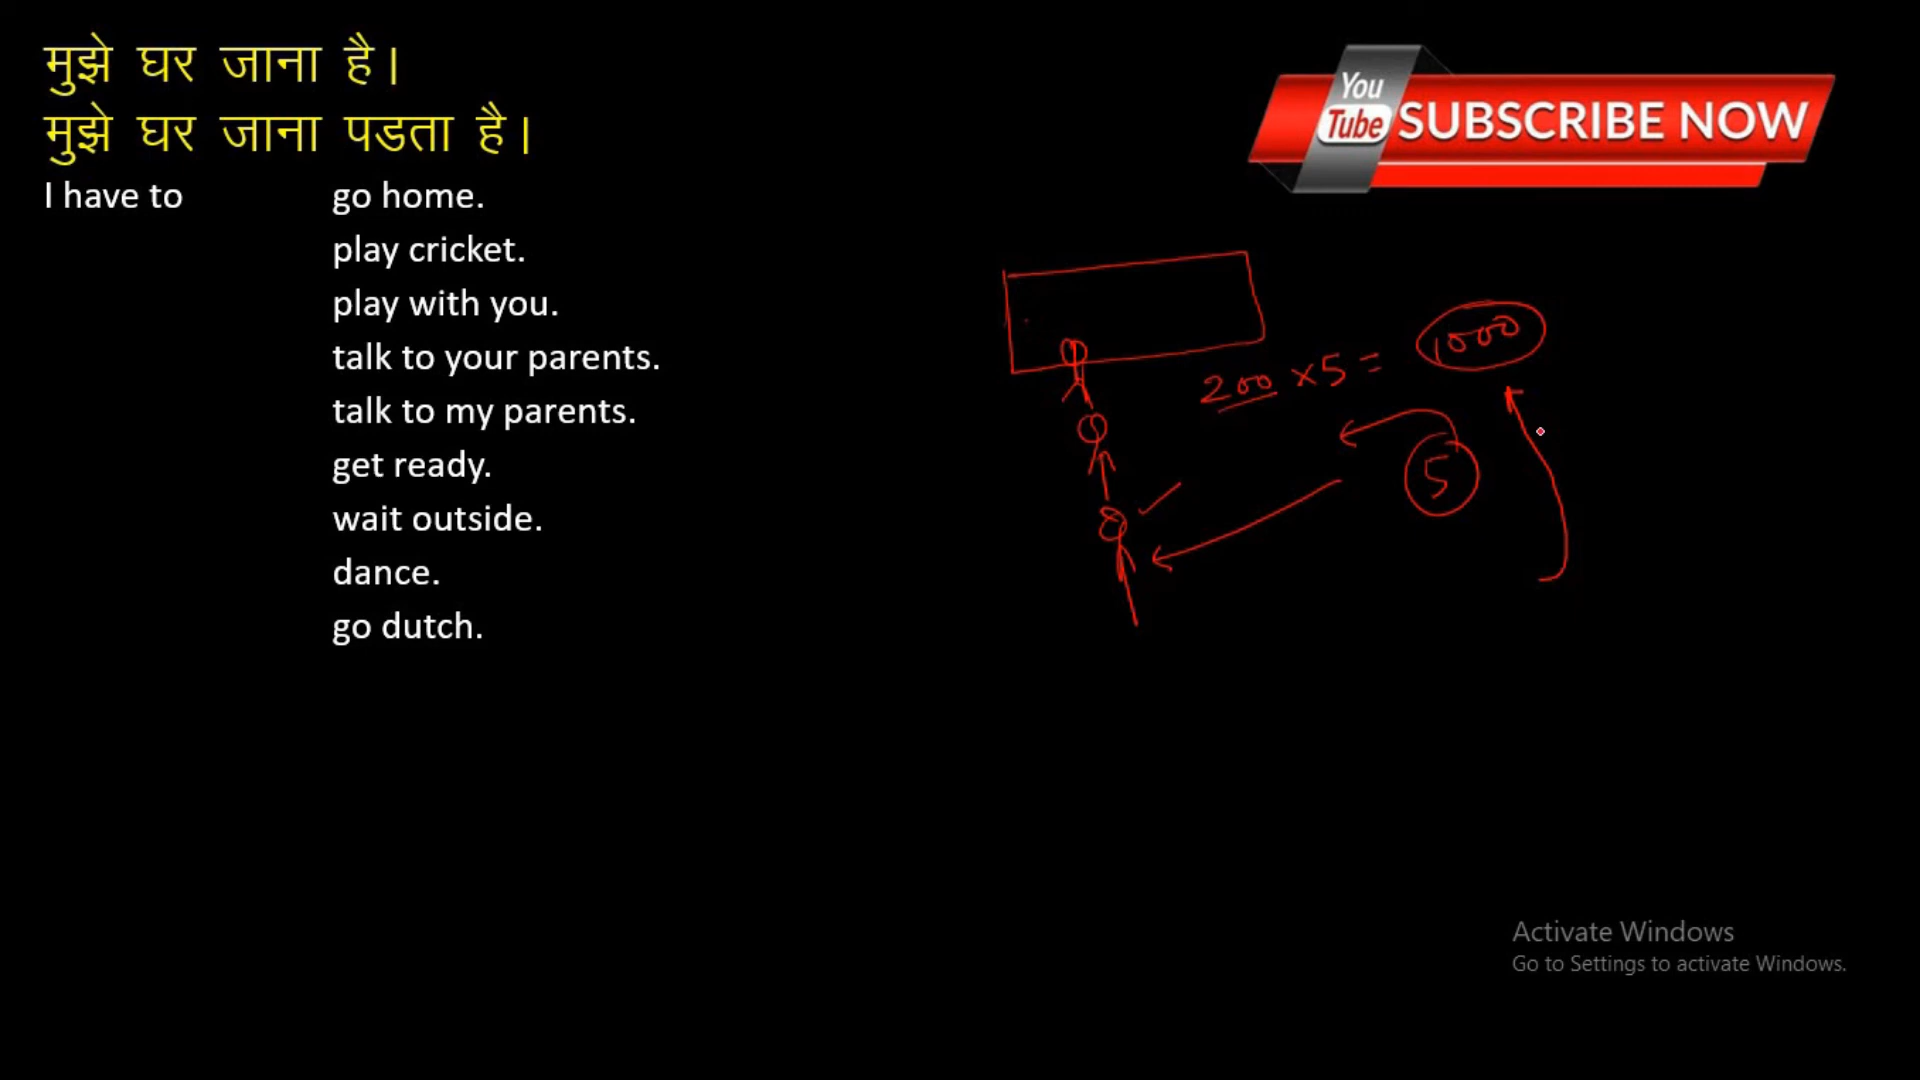 मुझे घर जाना है।
मुझे घर जाना पडता है।
I have to go home.
play cricket.
play with you.
talk to your parents.
talk to my parents.
get ready.
wait outside.
dance.
go dutch.
You
Tube
SUBSCRIBE NOW
200 × 5 = 1000
5
Activate Windows
Go to Settings to activate Windows.